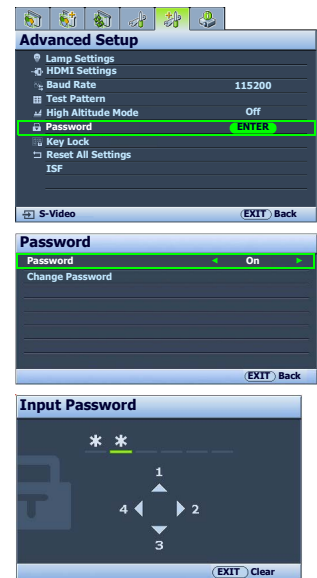 Advanced Setup
Lamp Settings
HDMI Settings
Baud Rate 115200
Test Pattern
High Altitude Mode Off
Password ENTER
Key Lock
Reset All Settings
ISF
S-Video EXIT Back
Password
Password On
Change Password
EXIT Back
Input Password
* *
1
4 2
3
EXIT Clear